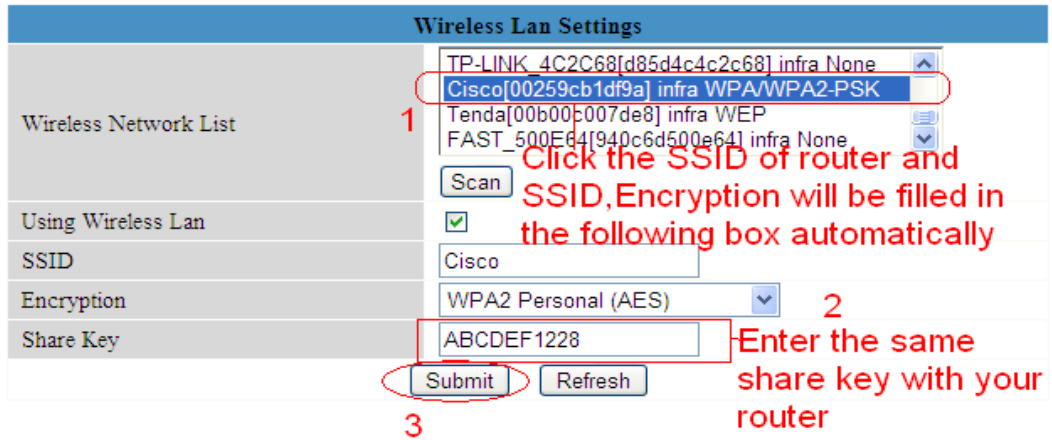 Wireless Lan Settings
Wireless Network List
1
TP-LINK_4C2C68[d85d4c4c2c68] infra None
Cisco[00259cb1df9a] infra WPA/WPA2-PSK
Tenda[00b00c007de8] infra WEP
FAST_500E64[940c6d500e64] infra None
Scan
Click the SSID of router and
SSID,Encryption will be filled in
the following box automatically
Using Wireless Lan
SSID
Cisco
Encryption
WPA2 Personal (AES)
2
Share Key
ABCDEF1228
Enter the same
share key with your
router
Submit
Refresh
3